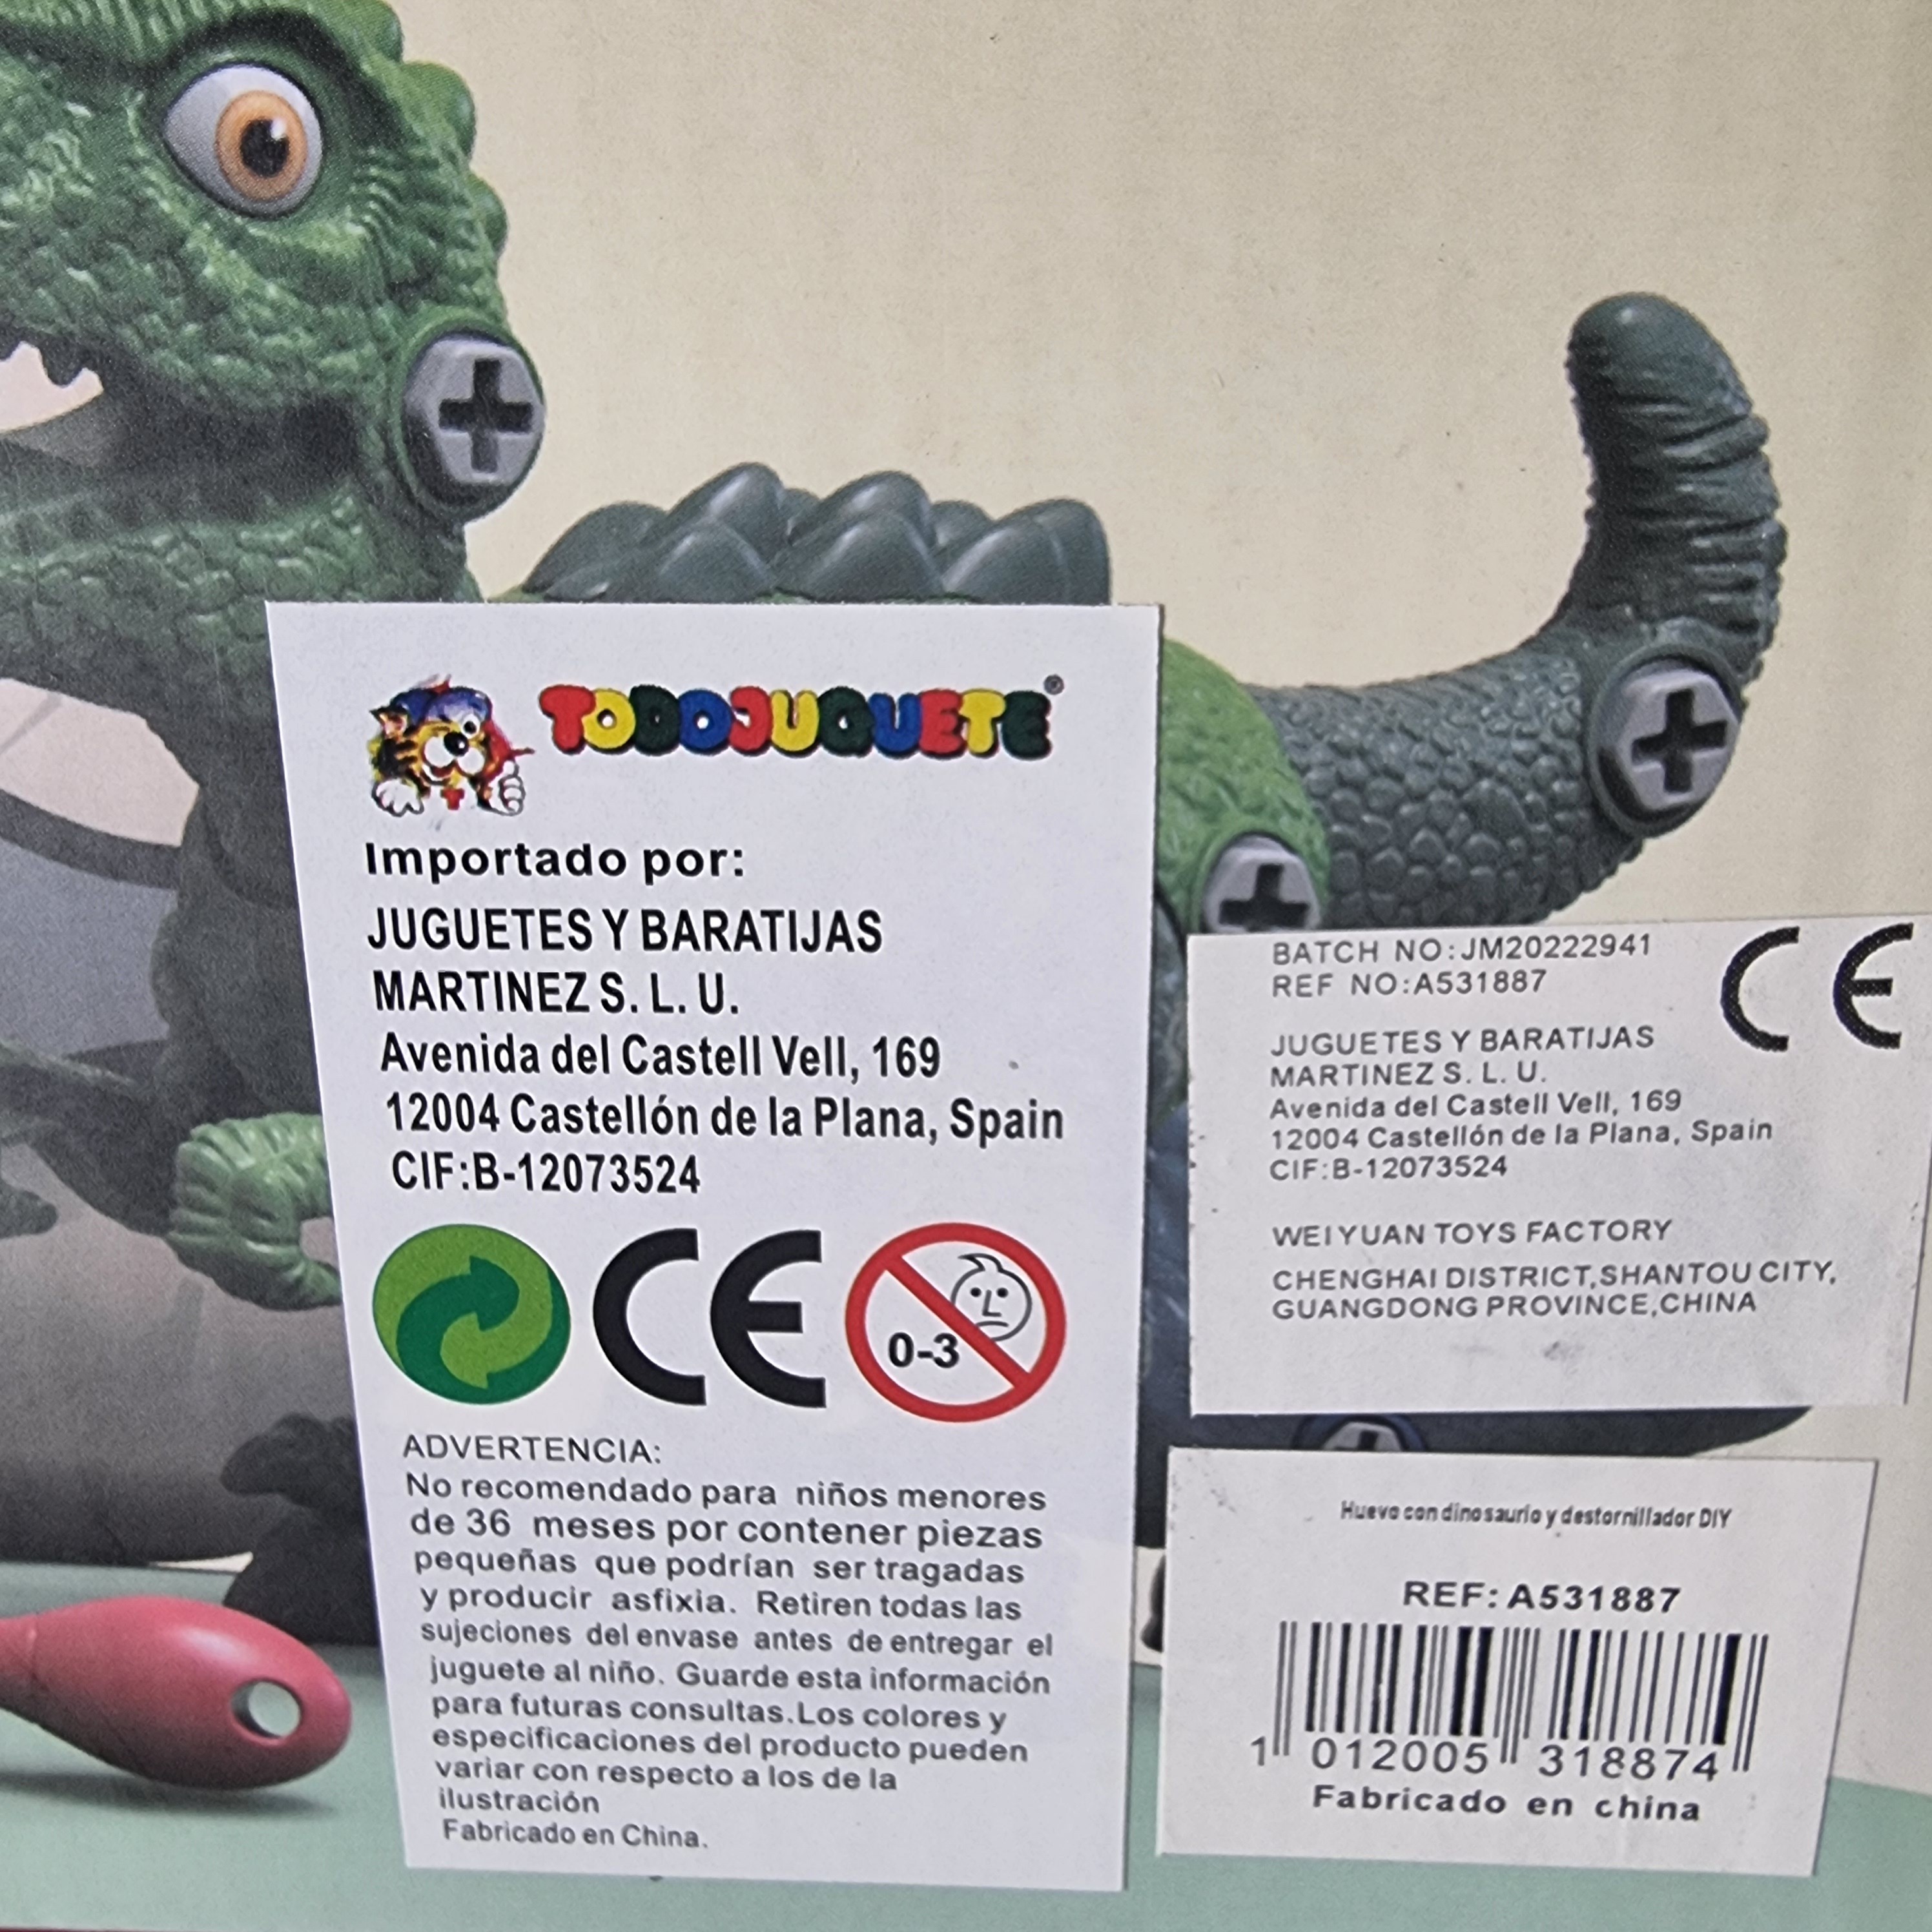 TODOJUGUETE®
Importado por:
JUGUETES Y BARATIJAS
MARTINEZ S. L. U.
Avenida del Castell Vell, 169
12004 Castellón de la Plana, Spain
CIF:B-12073524
CE
0-3
ADVERTENCIA:
No recomendado para niños menores
de 36 meses por contener piezas
pequeñas que podrían ser tragadas
y producir asfixia. Retiren todas las
sujeciones del envase antes de entregar el
juguete al niño. Guarde esta información
para futuras consultas.Los colores y
especificaciones del producto pueden
variar con respecto a los de la
ilustración
Fabricado en China.
BATCH NO:JM20222941
REF NO:A531887
CE
JUGUETES Y BARATIJAS
MARTINEZ S. L. U.
Avenida del Castell Vell, 169
12004 Castellón de la Plana, Spain
CIF:B-12073524
WEIYUAN TOYS FACTORY
CHENGHAI DISTRICT,SHANTOU CITY,
GUANGDONG PROVINCE,CHINA
Huevo con dinosaurio y destornillador DIY
REF: A531887
1 012005 318874
Fabricado en china